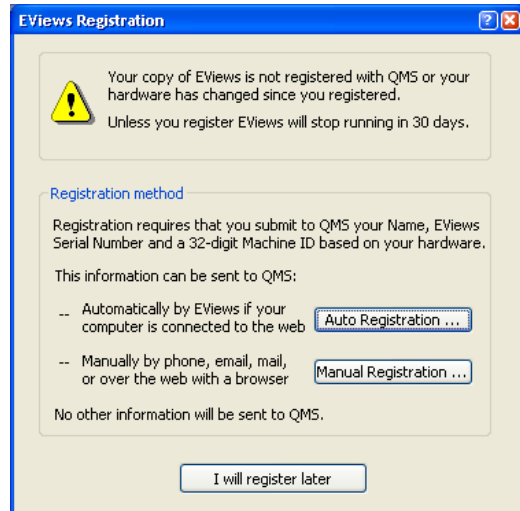 EViews Registration
Your copy of EViews is not registered with QMS or your
hardware has changed since you registered.
Unless you register EViews will stop running in 30 days.
Registration method
Registration requires that you submit to QMS your Name, EViews
Serial Number and a 32-digit Machine ID based on your hardware.
This information can be sent to QMS:
-- Automatically by EViews if your
computer is connected to the web
Auto Registration ...
-- Manually by phone, email, mail,
or over the web with a browser
Manual Registration ...
No other information will be sent to QMS.
I will register later